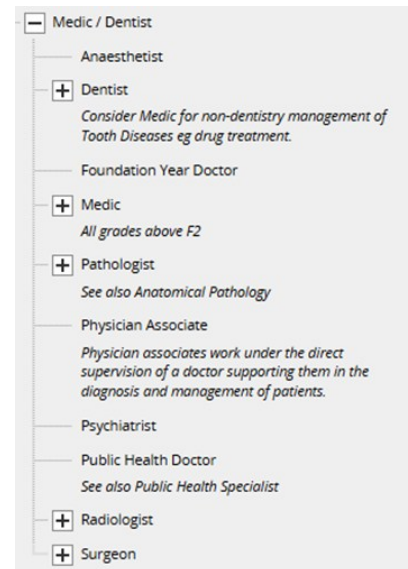 Medic / Dentist
Anaesthetist
Dentist
Consider Medic for non-dentistry management of
Tooth Diseases eg drug treatment.
Foundation Year Doctor
Medic
All grades above F2
Pathologist
See also Anatomical Pathology
Physician Associate
Physician associates work under the direct
supervision of a doctor supporting them in the
diagnosis and management of patients.
Psychiatrist
Public Health Doctor
See also Public Health Specialist
Radiologist
Surgeon